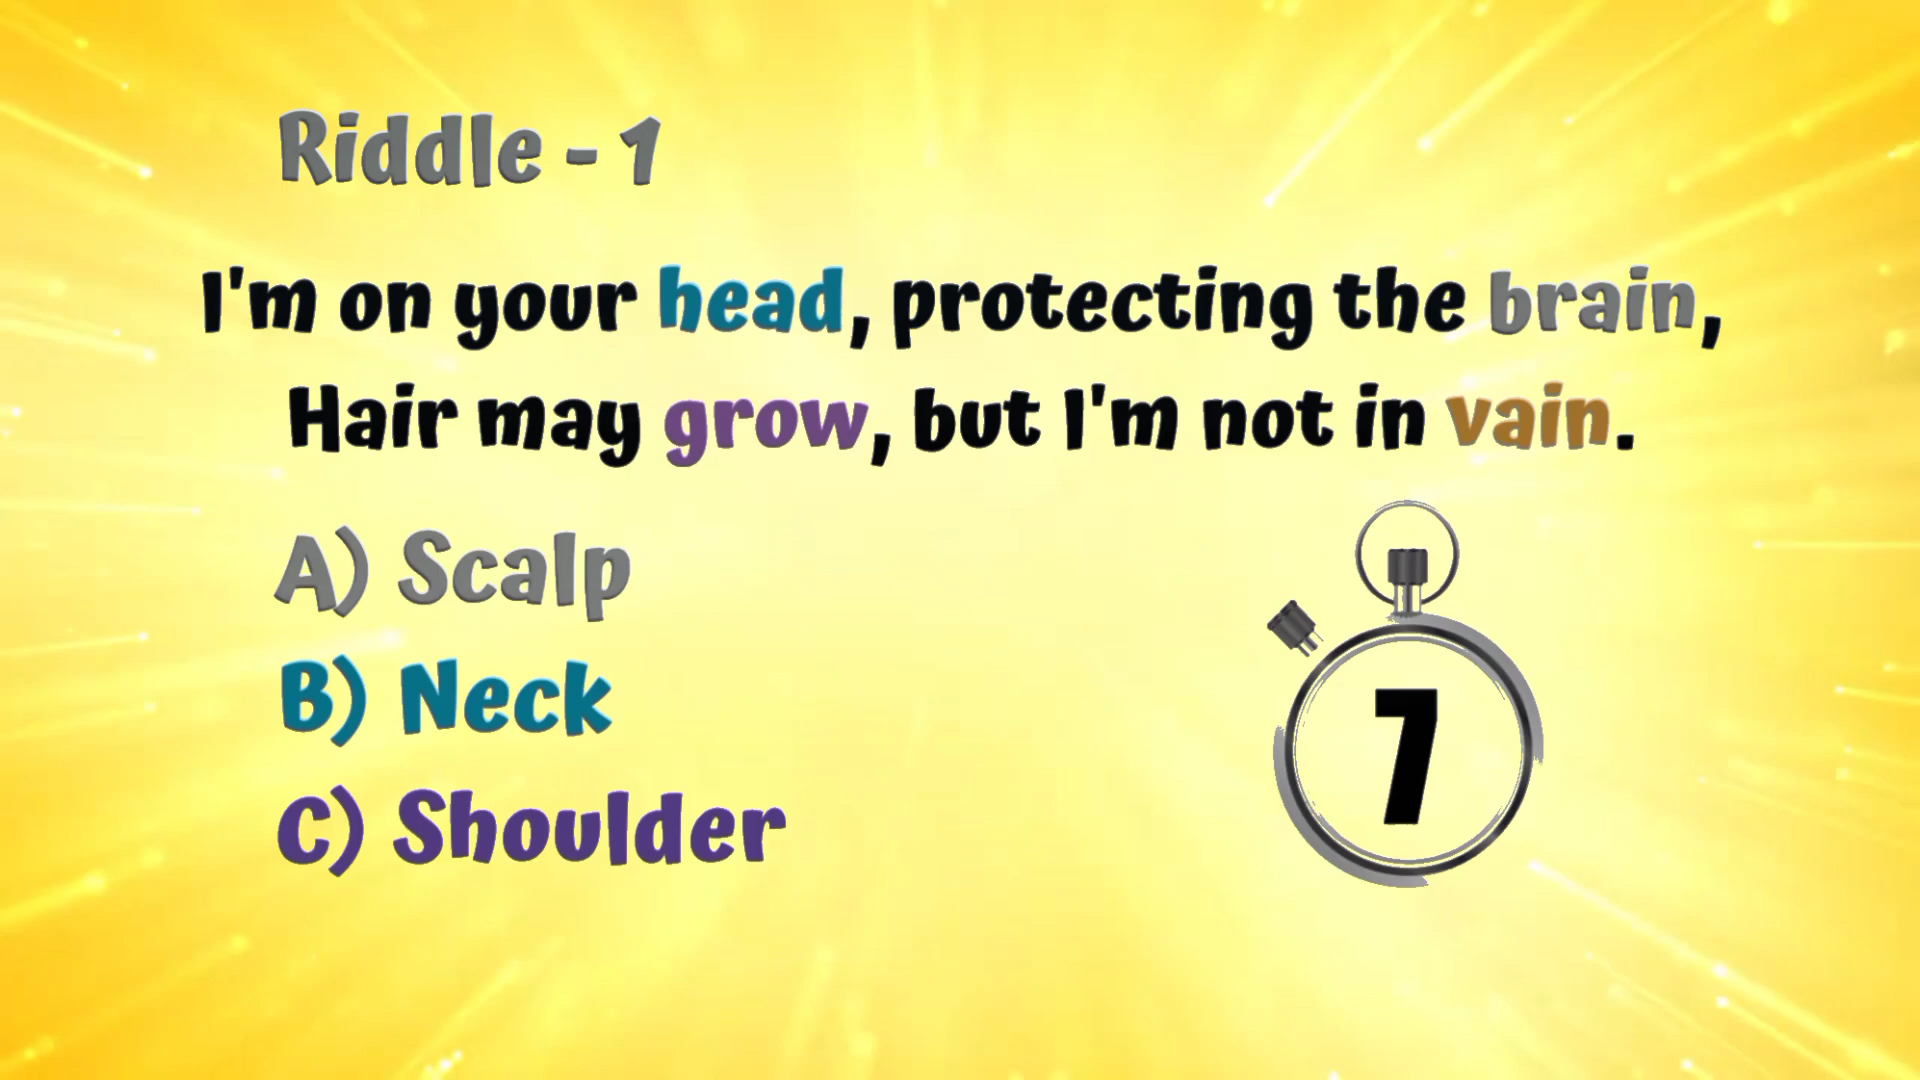 Riddle - 1
I'm on your head, protecting the brain,
Hair may grow, but I'm not in vain.
A) Scalp
B) Neck
C) Shoulder
7